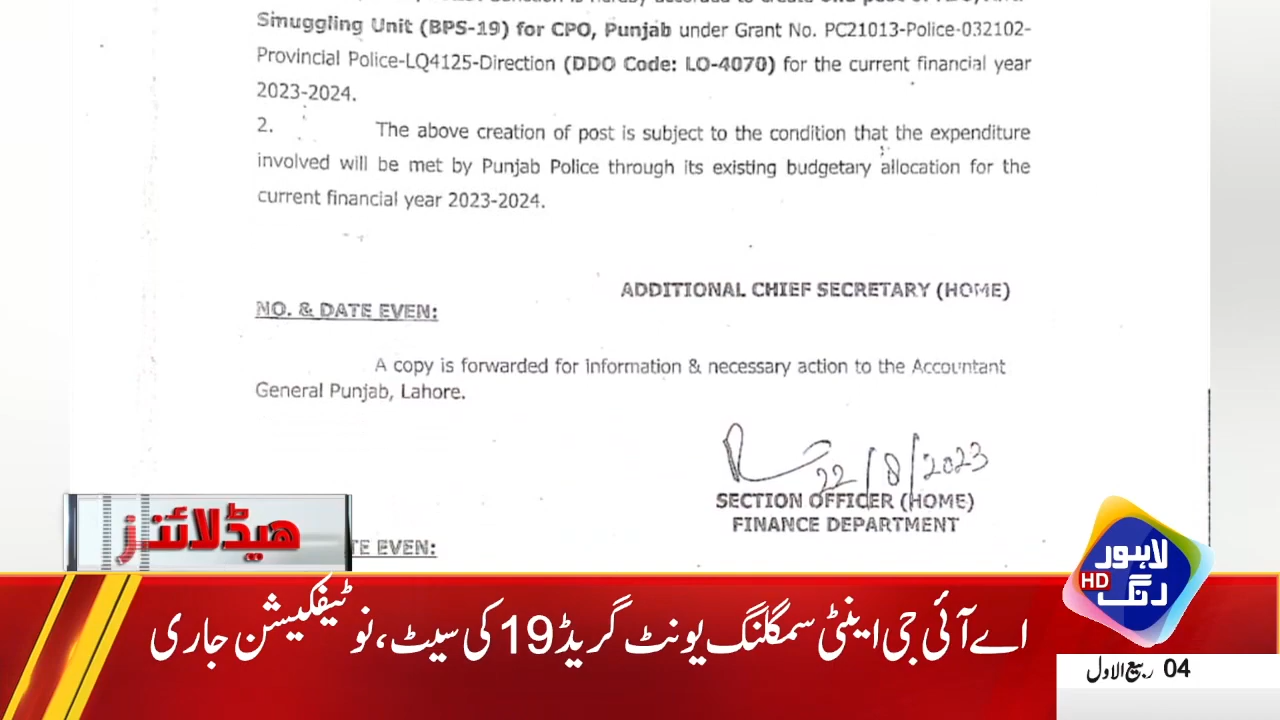 Smuggling Unit (BPS-19) for CPO, Punjab under Grant No. PC21013-Police-032102-
Provincial Police-LQ4125-Direction (DDO Code: LO-4070) for the current financial year
2023-2024.
2. The above creation of post is subject to the condition that the expenditure
involved will be met by Punjab Police through its existing budgetary allocation for the
current financial year 2023-2024.
ADDITIONAL CHIEF SECRETARY (HOME)
NO. & DATE EVEN:
A copy is forwarded for information & necessary action to the Accountant
General Punjab, Lahore.
22/8/2023
SECTION OFFICER (HOME)
FINANCE DEPARTMENT
TE EVEN:
ہیڈلائنز
لاہور
رنگ
HD
اے آئی جی اینٹی سمگلنگ یونٹ گریڈ 19 کی سیٹ، نوٹیفکیشن جاری
04 ربیع الاول